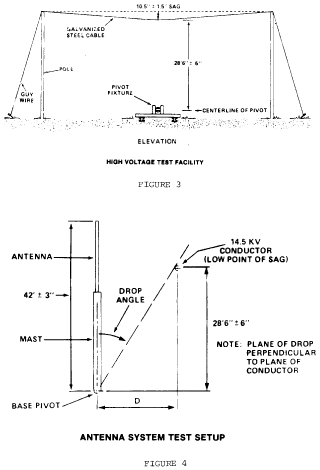 10.5" ± 1.5" SAG
GALVANIZED
STEEL CABLE
28'6" ± 6"
POLE
PIVOT
FIXTURE
GUY
WIRE
CENTERLINE OF PIVOT
ELEVATION
HIGH VOLTAGE TEST FACILITY
FIGURE 3
14.5 KV
CONDUCTOR
(LOW POINT OF SAG)
ANTENNA
DROP
ANGLE
42' ± 3"
28'6" ± 6"
MAST
NOTE: PLANE OF DROP
PERPENDICULAR
TO PLANE OF
CONDUCTOR
BASE PIVOT
D
ANTENNA SYSTEM TEST SETUP
FIGURE 4